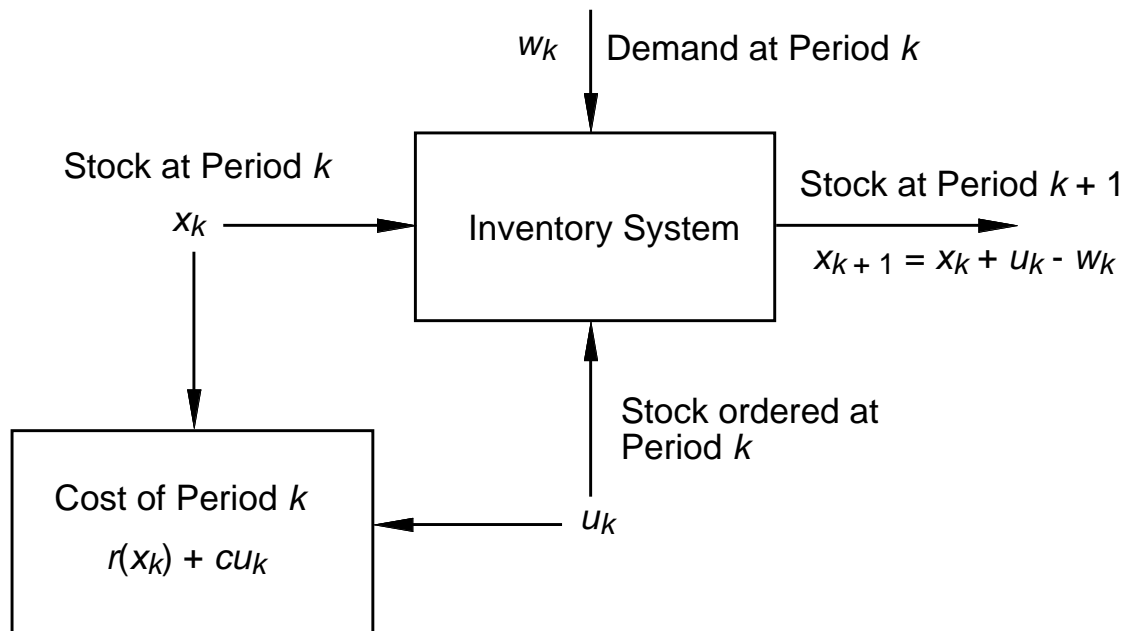 w_k Demand at Period k
Stock at Period k
Stock at Period k + 1
x_k
Inventory System
x_{k + 1} = x_k + u_k - w_k
Stock ordered at
Period k
Cost of Period k
u_k
r(x_k) + cu_k